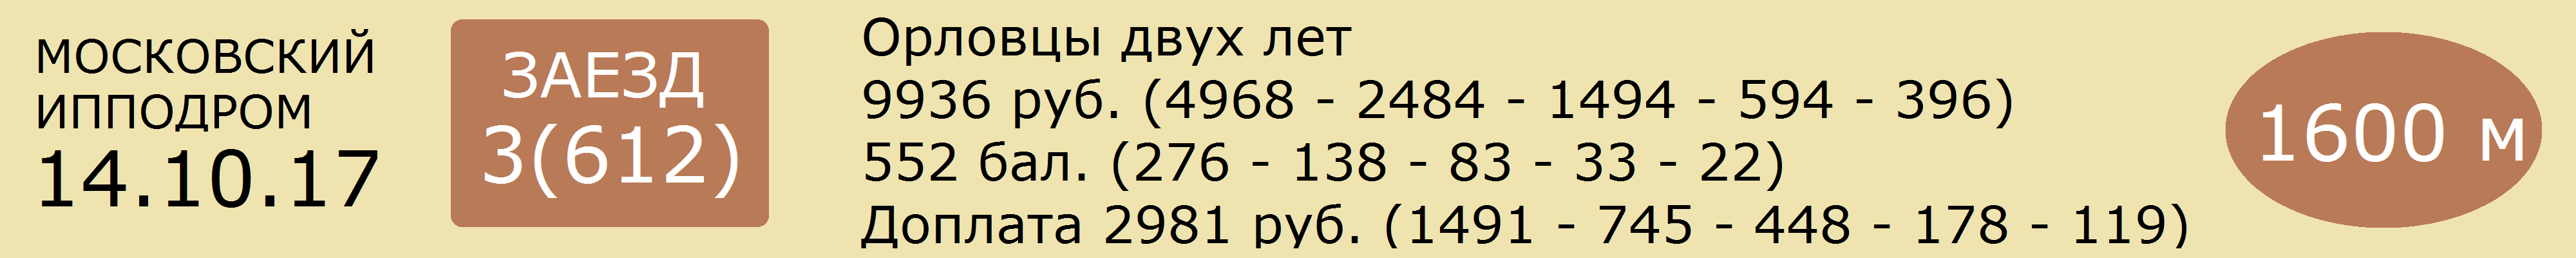 МОСКОВСКИЙ
ИППОДРОМ
14.10.17
ЗАЕЗД
3(612)
Орловцы двух лет
9936 руб. (4968 - 2484 - 1494 - 594 - 396)
552 бал. (276 - 138 - 83 - 33 - 22)
Доплата 2981 руб. (1491 - 745 - 448 - 178 - 119)
1600 м